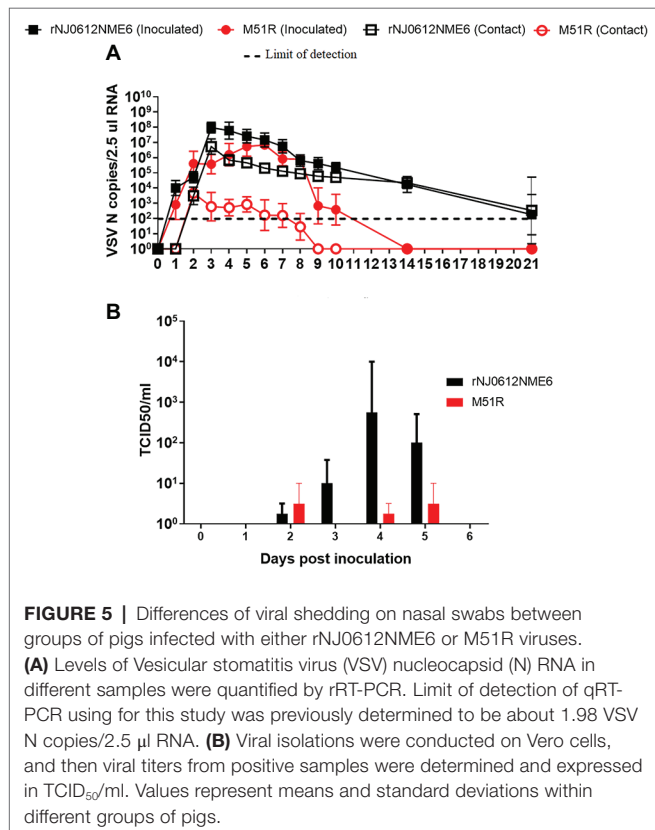 rNJ0612NME6 (Inoculated) M51R (Inoculated) rNJ0612NME6 (Contact) M51R (Contact)
A
Limit of detection
VSV N copies/2.5 ul RNA
10¹⁰
10⁹
10⁸
10⁷
10⁶
10⁵
10⁴
10³
10²
10¹
10⁰
0 1 2 3 4 5 6 7 8 9 10 11 12 13 14 15 16 17 18 19 20 21
B
TCID50/ml
10⁵
10⁴
10³
10²
10¹
10⁰
rNJ0612NME6
M51R
0 1 2 3 4 5 6
Days post inoculation
FIGURE 5 | Differences of viral shedding on nasal swabs between
groups of pigs infected with either rNJ0612NME6 or M51R viruses.
(A) Levels of Vesicular stomatitis virus (VSV) nucleocapsid (N) RNA in
different samples were quantified by rRT-PCR. Limit of detection of qRT-
PCR using for this study was previously determined to be about 1.98 VSV
N copies/2.5 μl RNA. (B) Viral isolations were conducted on Vero cells,
and then viral titers from positive samples were determined and expressed
in TCID₅₀/ml. Values represent means and standard deviations within
different groups of pigs.